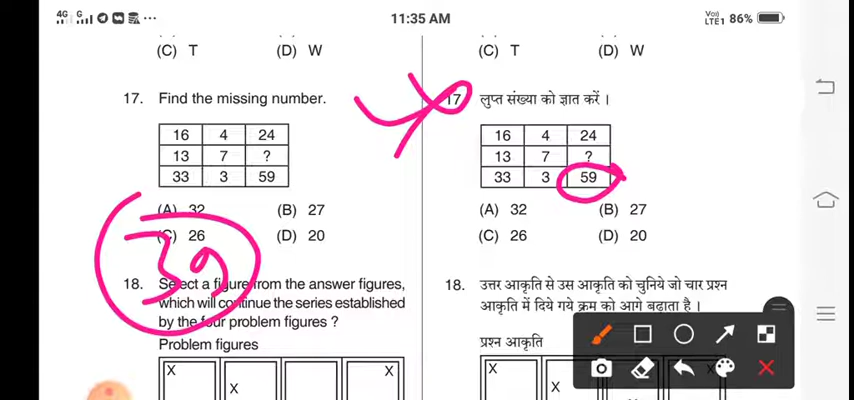 4G G 11:35 AM Vo)) LTE1 86%
(C) T (D) W
(C) T (D) W
17. Find the missing number.
16 4 24
13 7 ?
33 3 59
(A) 32 (B) 27
(C) 26 (D) 20
39
18. Select a figure from the answer figures,
which will continue the series established
by the four problem figures ?
Problem figures
X X X
17 लुप्त संख्या को ज्ञात करें ।
16 4 24
13 7 ?
33 3 59
(A) 32 (B) 27
(C) 26 (D) 20
18. उत्तर आकृति से उस आकृति को चुनिये जो चार प्रश्न
आकृति में दिये गये क्रम को आगे बढ़ाता है ।
प्रश्न आकृति
X X X